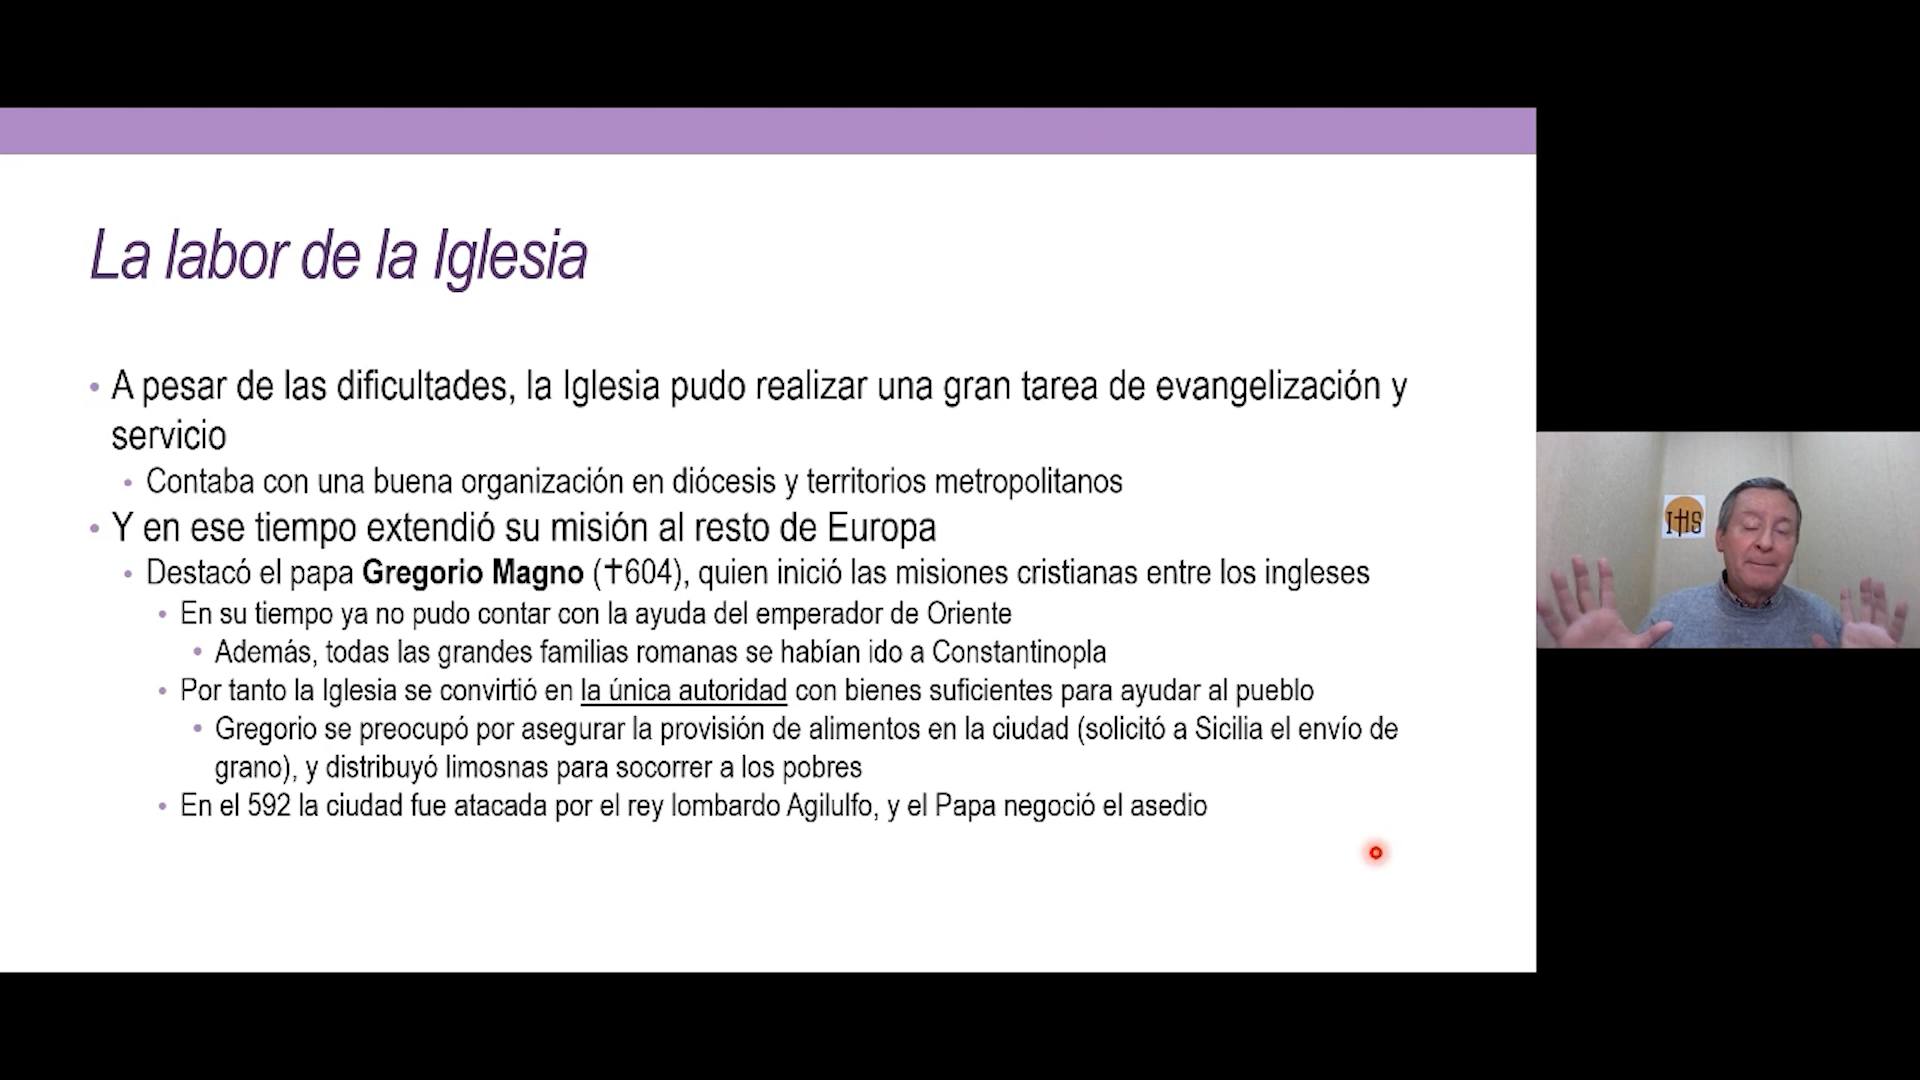 La labor de la Iglesia
• A pesar de las dificultades, la Iglesia pudo realizar una gran tarea de evangelización y
servicio
• Contaba con una buena organización en diócesis y territorios metropolitanos
• Y en ese tiempo extendió su misión al resto de Europa
• Destacó el papa Gregorio Magno (✝604), quien inició las misiones cristianas entre los ingleses
• En su tiempo ya no pudo contar con la ayuda del emperador de Oriente
• Además, todas las grandes familias romanas se habían ido a Constantinopla
• Por tanto la Iglesia se convirtió en la única autoridad con bienes suficientes para ayudar al pueblo
• Gregorio se preocupó por asegurar la provisión de alimentos en la ciudad (solicitó a Sicilia el envío de
grano), y distribuyó limosnas para socorrer a los pobres
• En el 592 la ciudad fue atacada por el rey lombardo Agilulfo, y el Papa negoció el asedio
IHS